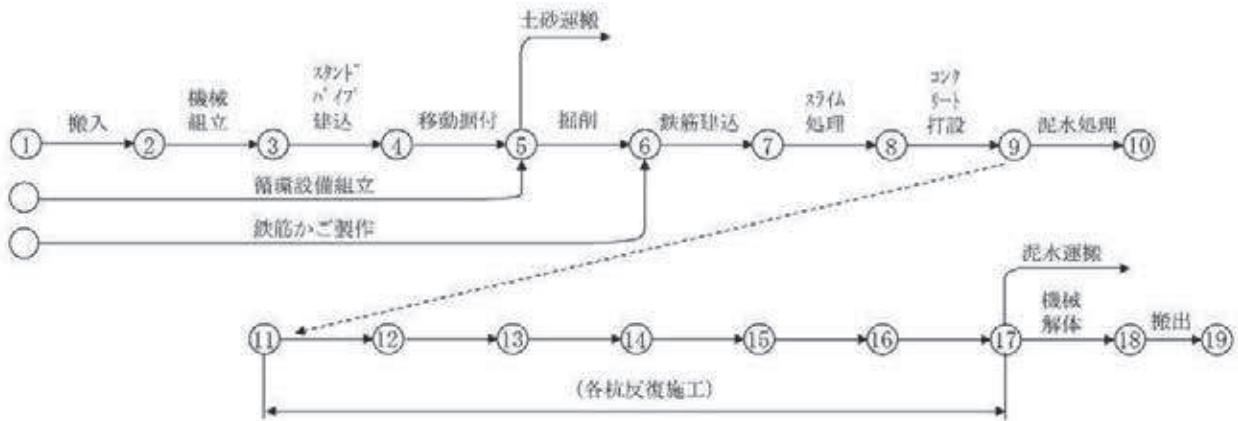 土砂運搬
搬入
機械
組立
スタンド
パイプ
建込
移動据付
掘削
鉄筋建込
スライム
処理
コンク
リート
打設
泥水処理
① ② ③ ④ ⑤ ⑥ ⑦ ⑧ ⑨ ⑩
循環設備組立
鉄筋かご製作
泥水運搬
機械
解体
搬出
⑪ ⑫ ⑬ ⑭ ⑮ ⑯ ⑰ ⑱ ⑲
(各杭反復施工)